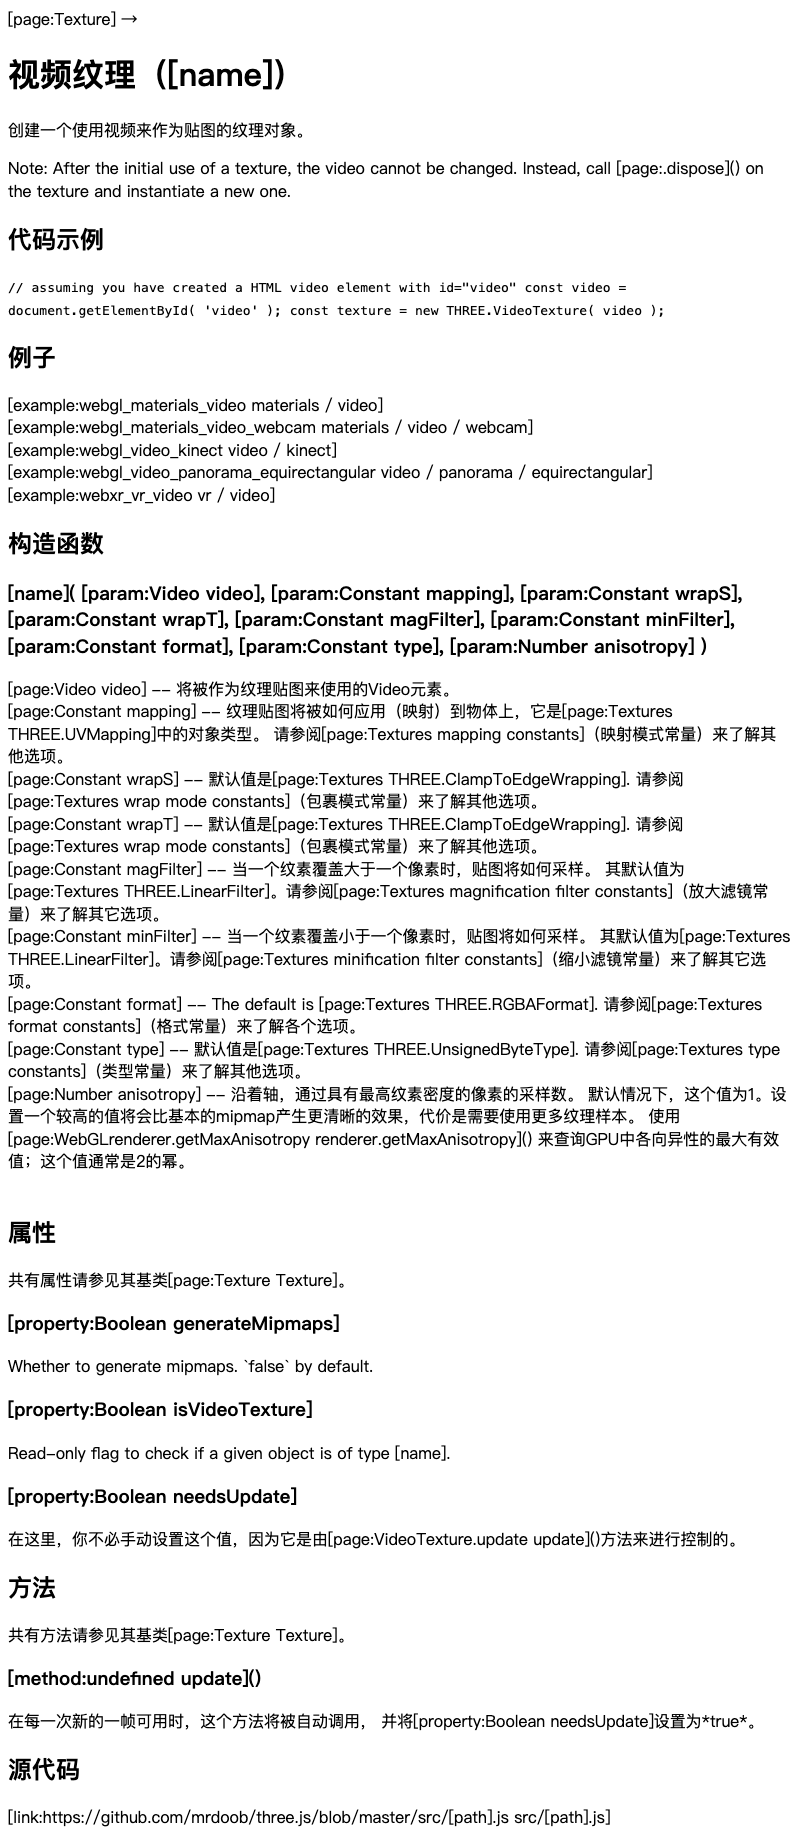 [page:Texture] →
视频纹理（[name]）
创建一个使用视频来作为贴图的纹理对象。
Note: After the initial use of a texture, the video cannot be changed. Instead, call [page:.dispose]() on
the texture and instantiate a new one.
代码示例
// assuming you have created a HTML video element with id="video" const video =
document.getElementById( 'video' ); const texture = new THREE.VideoTexture( video );
例子
[example:webgl_materials_video materials / video]
[example:webgl_materials_video_webcam materials / video / webcam]
[example:webgl_video_kinect video / kinect]
[example:webgl_video_panorama_equirectangular video / panorama / equirectangular]
[example:webxr_vr_video vr / video]
构造函数
[name]( [param:Video video], [param:Constant mapping], [param:Constant wrapS],
[param:Constant wrapT], [param:Constant magFilter], [param:Constant minFilter],
[param:Constant format], [param:Constant type], [param:Number anisotropy] )
[page:Video video] -- 将被作为纹理贴图来使用的Video元素。
[page:Constant mapping] -- 纹理贴图将被如何应用（映射）到物体上，它是[page:Textures
THREE.UVMapping]中的对象类型。 请参阅[page:Textures mapping constants]（映射模式常量）来了解其
他选项。
[page:Constant wrapS] -- 默认值是[page:Textures THREE.ClampToEdgeWrapping]. 请参阅
[page:Textures wrap mode constants]（包裹模式常量）来了解其他选项。
[page:Constant wrapT] -- 默认值是[page:Textures THREE.ClampToEdgeWrapping]. 请参阅
[page:Textures wrap mode constants]（包裹模式常量）来了解其他选项。
[page:Constant magFilter] -- 当一个纹素覆盖大于一个像素时，贴图将如何采样。 其默认值为
[page:Textures THREE.LinearFilter]。请参阅[page:Textures magnification filter constants]（放大滤镜常
量）来了解其它选项。
[page:Constant minFilter] -- 当一个纹素覆盖小于一个像素时，贴图将如何采样。 其默认值为[page:Textures
THREE.LinearFilter]。请参阅[page:Textures minification filter constants]（缩小滤镜常量）来了解其它选
项。
[page:Constant format] -- The default is [page:Textures THREE.RGBAFormat]. 请参阅[page:Textures
format constants]（格式常量）来了解各个选项。
[page:Constant type] -- 默认值是[page:Textures THREE.UnsignedByteType]. 请参阅[page:Textures type
constants]（类型常量）来了解其他选项。
[page:Number anisotropy] -- 沿着轴，通过具有最高纹素密度的像素的采样数。 默认情况下，这个值为1。设
置一个较高的值将会比基本的mipmap产生更清晰的效果，代价是需要使用更多纹理样本。 使用
[page:WebGLrenderer.getMaxAnisotropy renderer.getMaxAnisotropy]() 来查询GPU中各向异性的最大有效
值；这个值通常是2的幂。
属性
共有属性请参见其基类[page:Texture Texture]。
[property:Boolean generateMipmaps]
Whether to generate mipmaps. `false` by default.
[property:Boolean isVideoTexture]
Read-only flag to check if a given object is of type [name].
[property:Boolean needsUpdate]
在这里，你不必手动设置这个值，因为它是由[page:VideoTexture.update update]()方法来进行控制的。
方法
共有方法请参见其基类[page:Texture Texture]。
[method:undefined update]()
在每一次新的一帧可用时，这个方法将被自动调用， 并将[property:Boolean needsUpdate]设置为*true*。
源代码
[link:https://github.com/mrdoob/three.js/blob/master/src/[path].js src/[path].js]